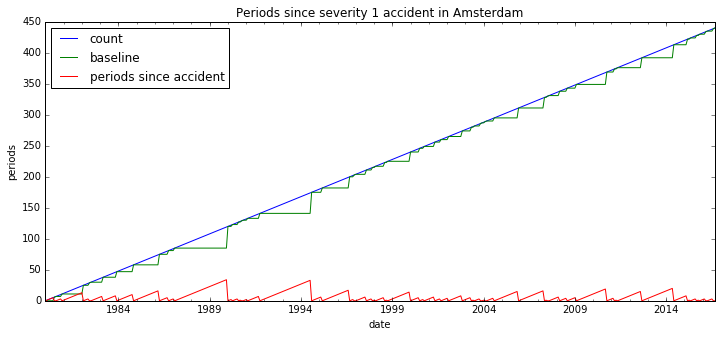 Periods since severity 1 accident in Amsterdam
450
400
350
300
250
200
150
100
50
0
periods
count
baseline
periods since accident
1984
1989
1994
1999
2004
2009
2014
date